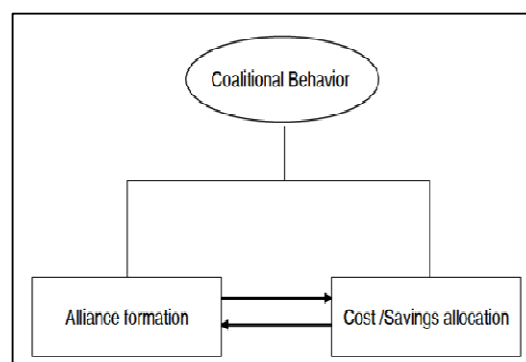 Coalitional Behavior
Alliance formation
Cost /Savings allocation